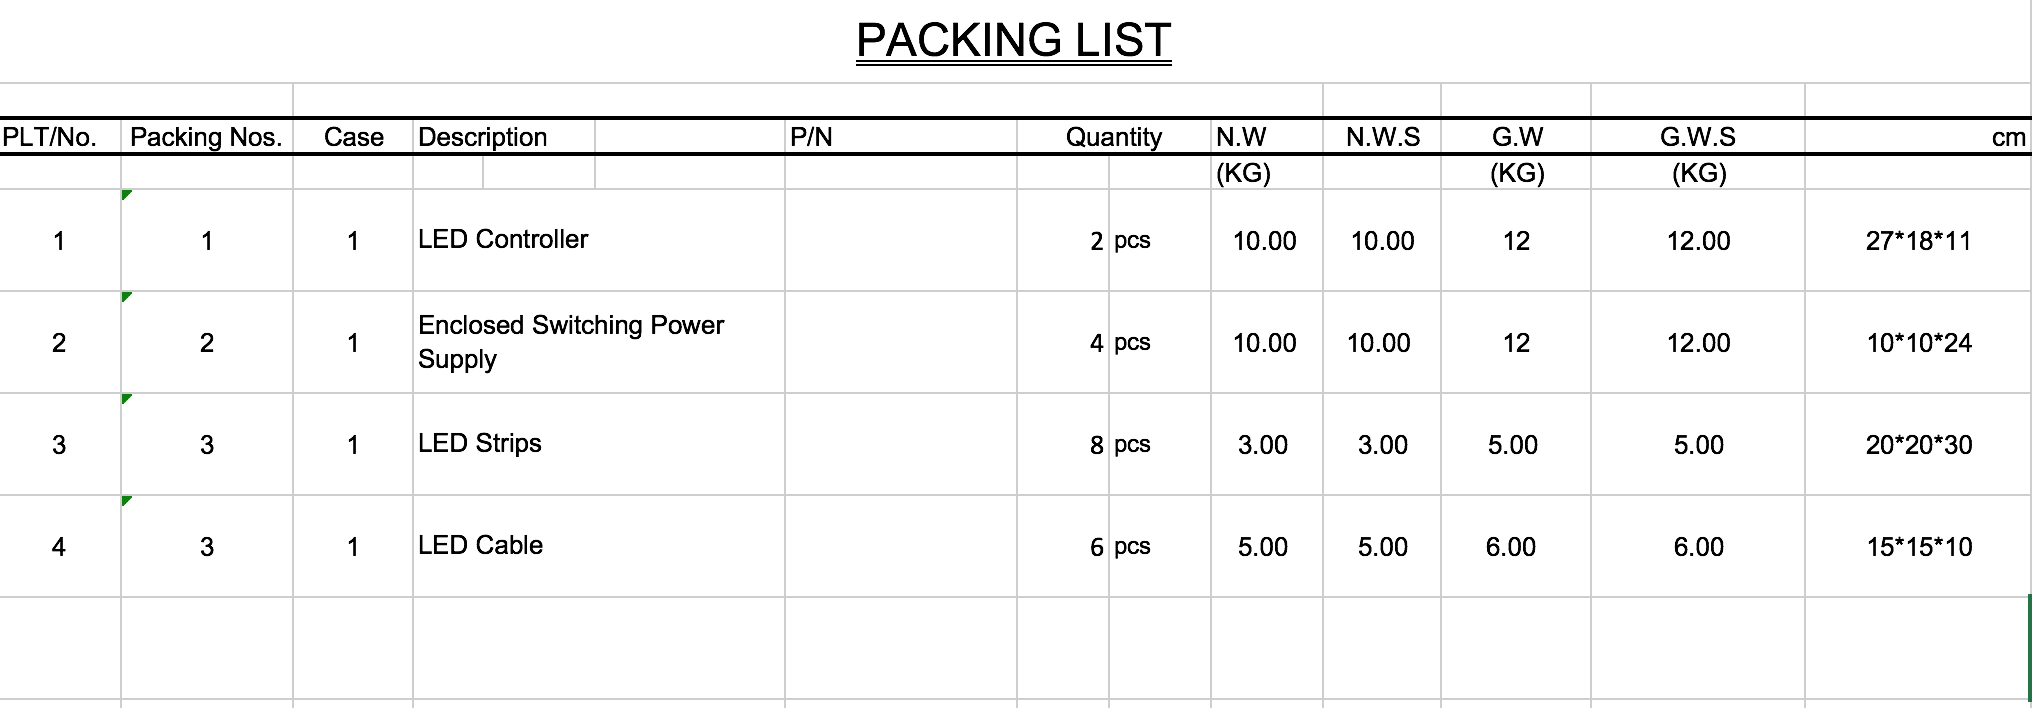 PACKING LIST
PLT/No. Packing Nos. Case Description P/N Quantity N.W N.W.S G.W G.W.S cm
(KG) (KG) (KG)
1 1 1 LED Controller 2 pcs 10.00 10.00 12 12.00 27*18*11
2 2 1 Enclosed Switching Power Supply 4 pcs 10.00 10.00 12 12.00 10*10*24
3 3 1 LED Strips 8 pcs 3.00 3.00 5.00 5.00 20*20*30
4 3 1 LED Cable 6 pcs 5.00 5.00 6.00 6.00 15*15*10